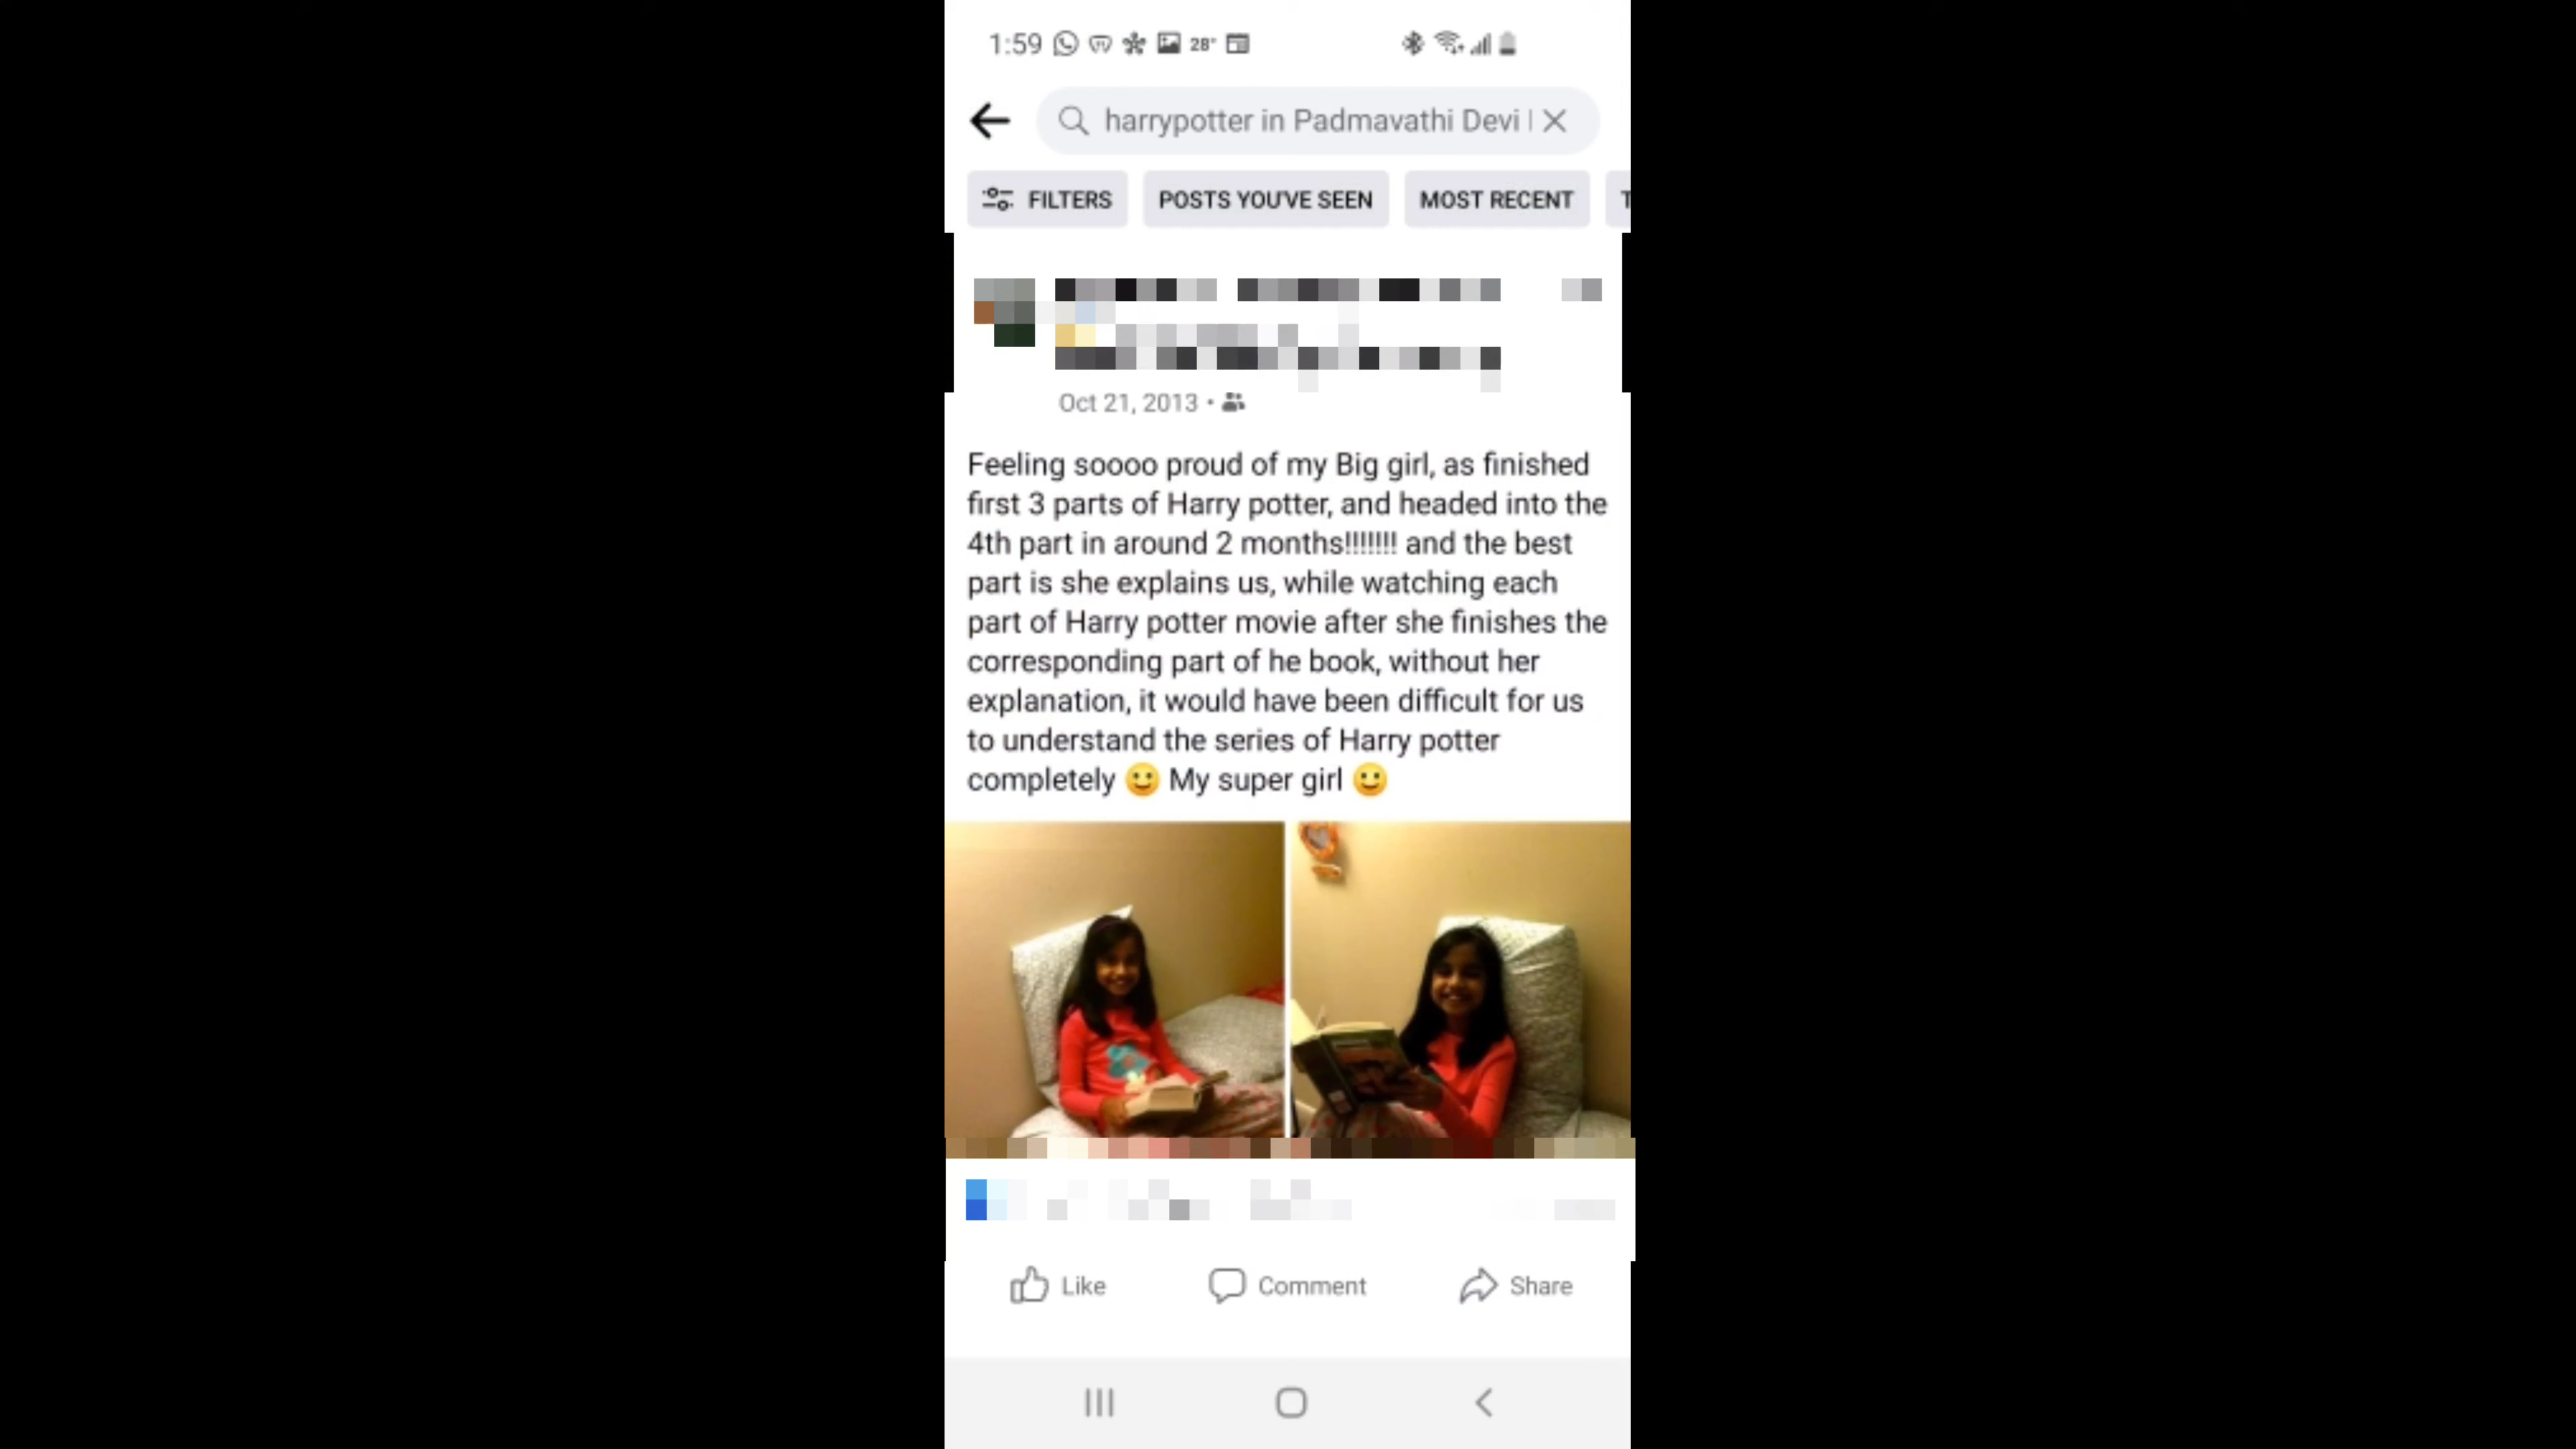 1:59 28°
harrypotter in Padmavathi Devi
FILTERS POSTS YOU'VE SEEN MOST RECENT T
Oct 21, 2013 •
Feeling soooo proud of my Big girl, as finished
first 3 parts of Harry potter, and headed into the
4th part in around 2 months!!!!!!! and the best
part is she explains us, while watching each
part of Harry potter movie after she finishes the
corresponding part of he book, without her
explanation, it would have been difficult for us
to understand the series of Harry potter
completely 🙂 My super girl 🙂
Like Comment Share